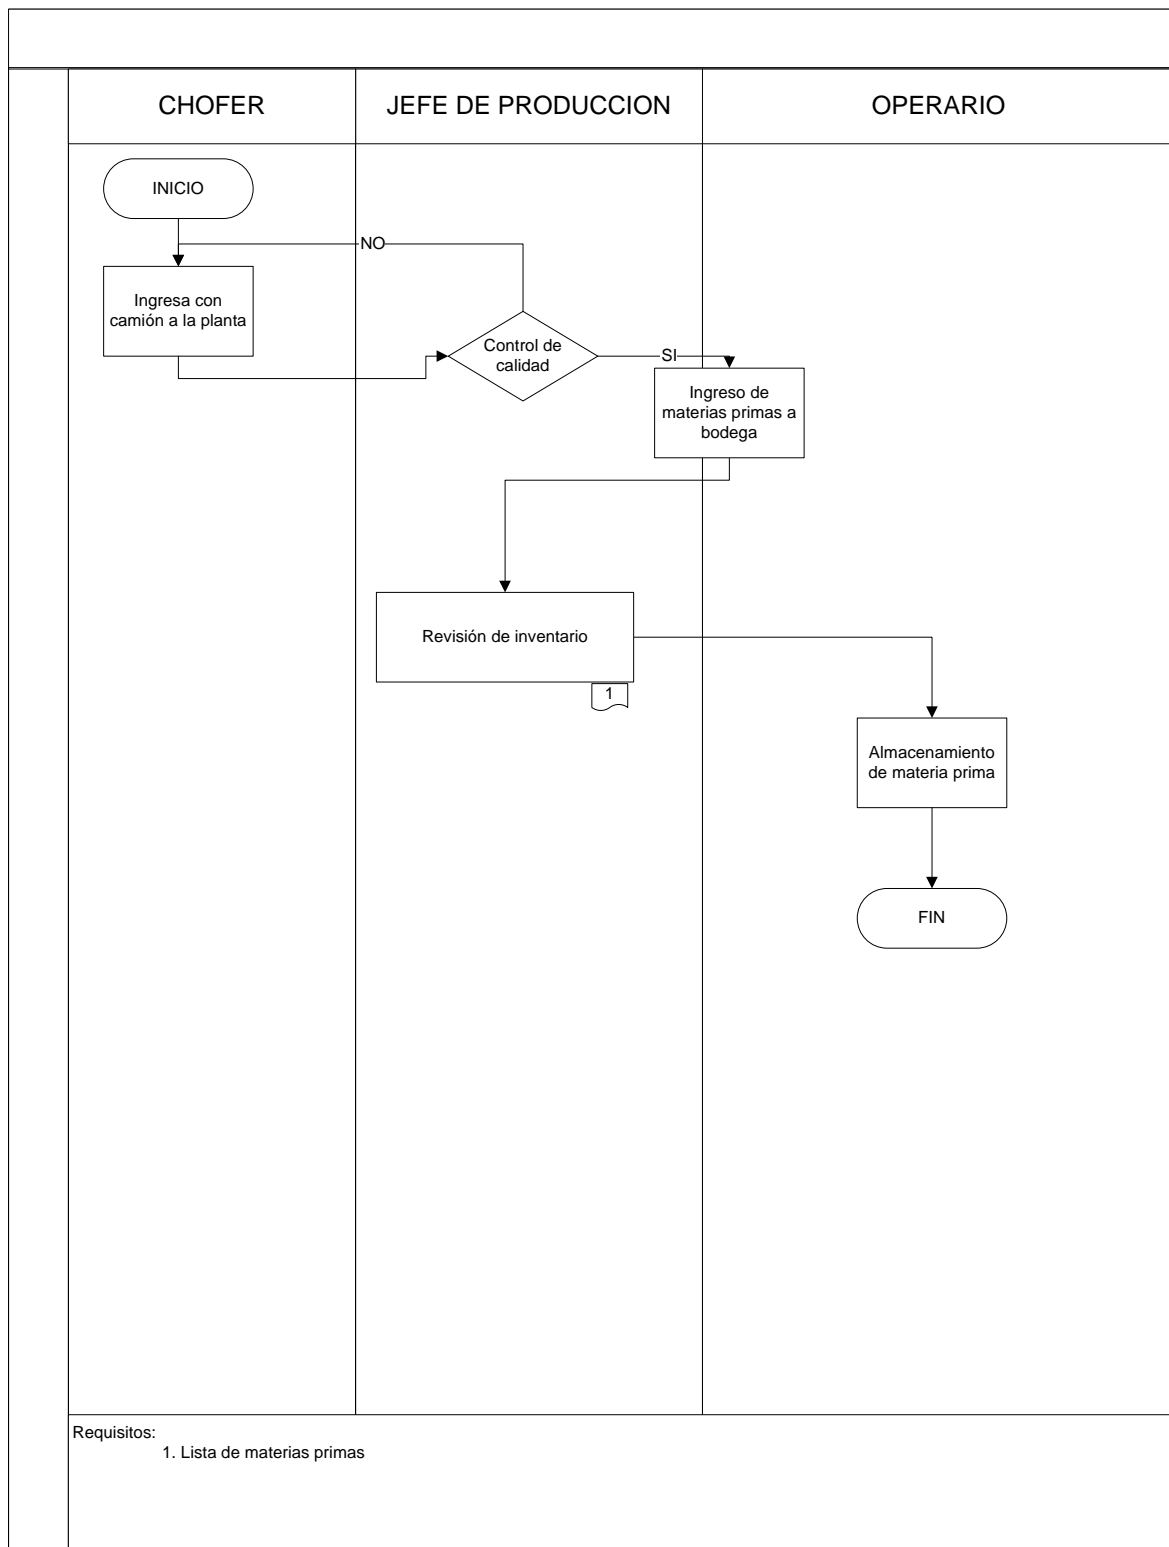 CHOFER
JEFE DE PRODUCCION
OPERARIO
INICIO
NO
Ingresa con
camión a la planta
Control de
calidad
SI
Ingreso de
materias primas a
bodega
Revisión de inventario
1
Almacenamiento
de materia prima
FIN
Requisitos:
1. Lista de materias primas